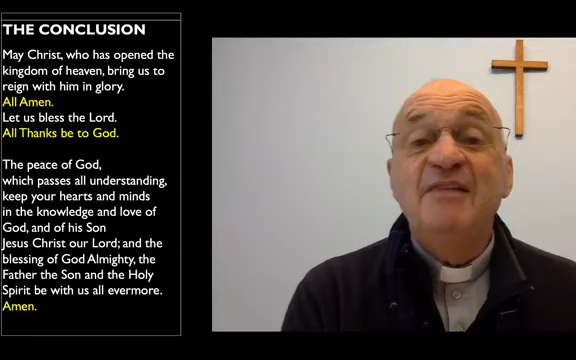 THE CONCLUSION
May Christ, who has opened the
kingdom of heaven, bring us to
reign with him in glory.
All Amen.
Let us bless the Lord.
All Thanks be to God.
The peace of God,
which passes all understanding,
keep your hearts and minds
in the knowledge and love of
God, and of his Son
Jesus Christ our Lord; and the
blessing of God Almighty, the
Father the Son and the Holy
Spirit be with us all evermore.
Amen.